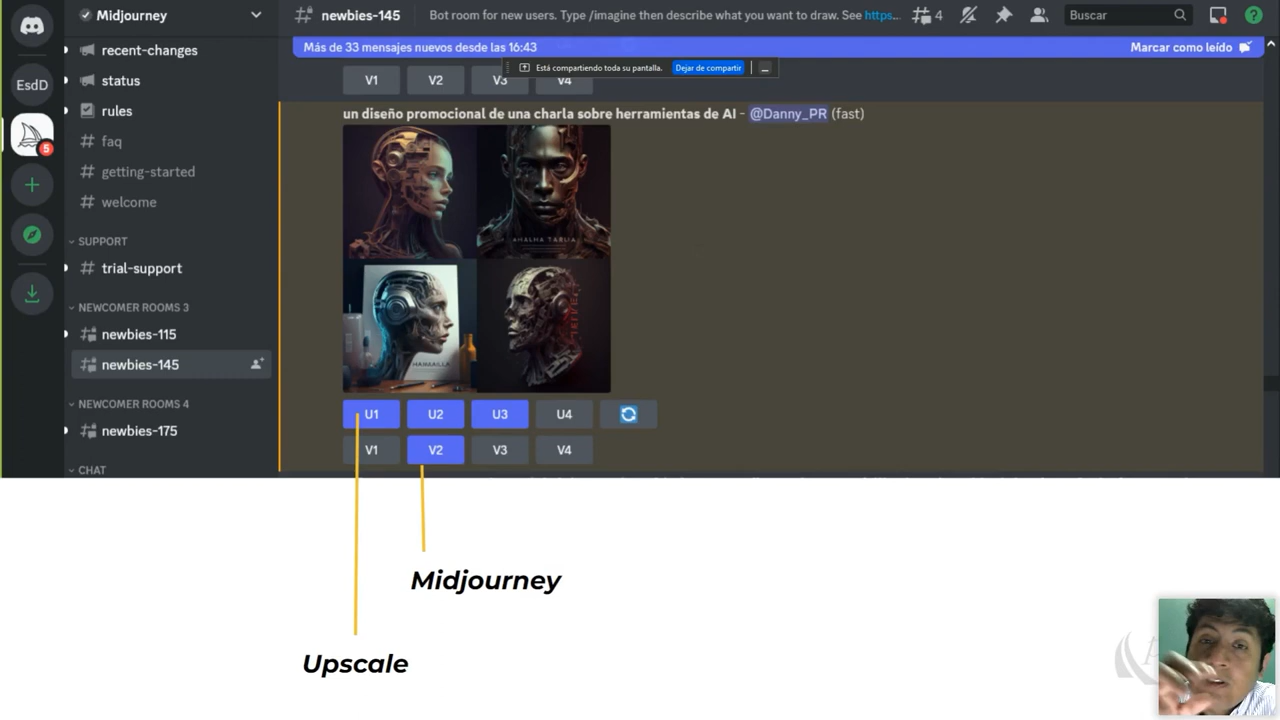 Midjourney
newbies-145
Bot room for new users. Type /imagine then describe what you want to draw. See https...
4
Buscar
recent-changes
Más de 33 mensajes nuevos desde las 16:43
Marcar como leído
Está compartiendo toda su pantalla.
Dejar de compartir
EsdD
status
V1 V2 V3 V4
rules
un diseño promocional de una charla sobre herramientas de AI - @Danny_PR (fast)
5
faq
getting-started
welcome
SUPPORT
trial-support
NEWCOMER ROOMS 3
newbies-115
newbies-145
NEWCOMER ROOMS 4
newbies-175
CHAT
U1 U2 U3 U4
V1 V2 V3 V4
Midjourney
Upscale